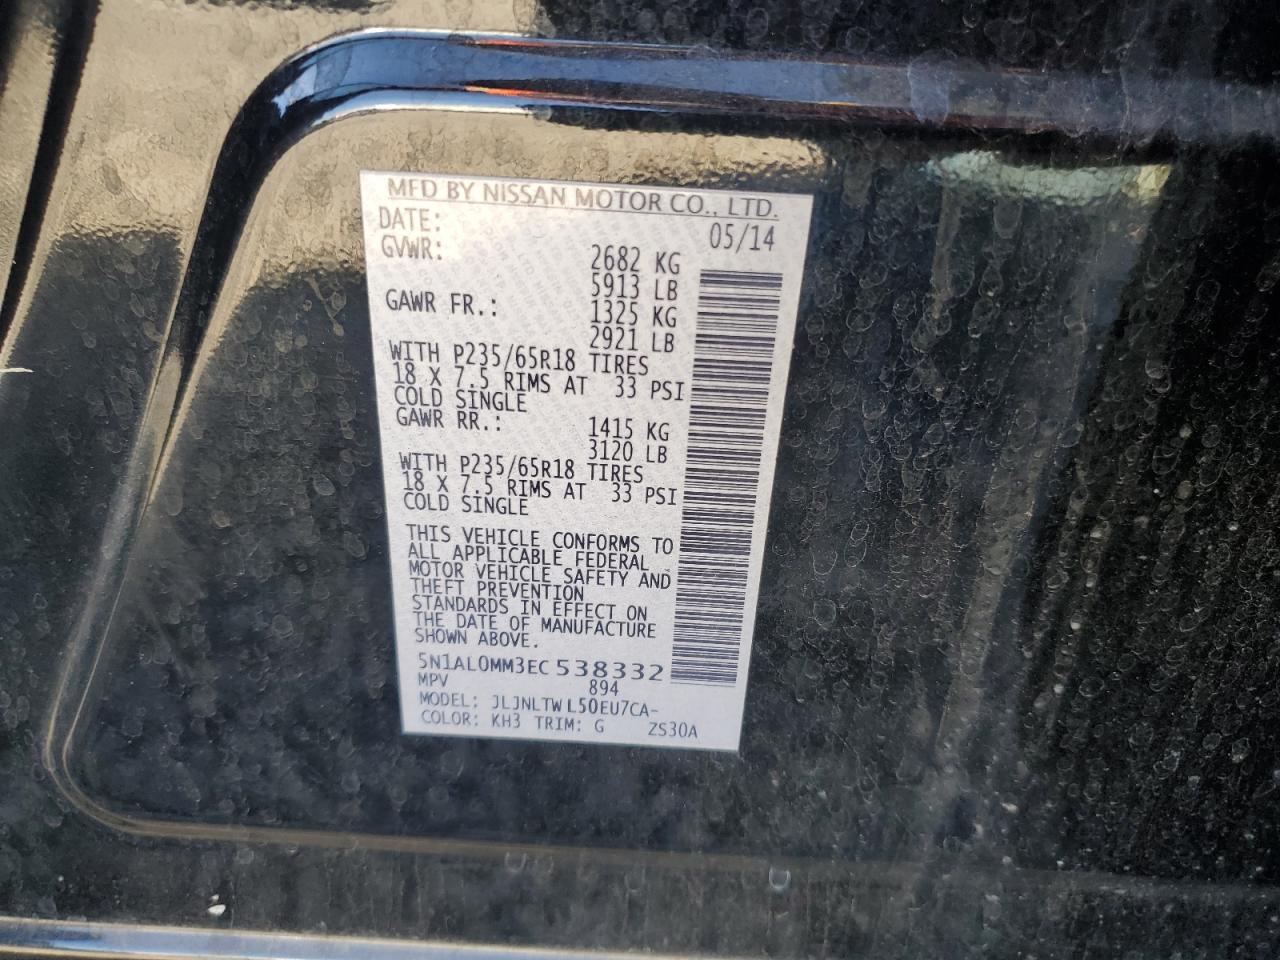 MFD BY NISSAN MOTOR CO., LTD.
DATE: 05/14
GVWR: 2682 KG
5913 LB
GAWR FR.: 1325 KG
2921 LB
WITH P235/65R18 TIRES
18 X 7.5 RIMS AT 33 PSI
COLD SINGLE
GAWR RR.: 1415 KG
3120 LB
WITH P235/65R18 TIRES
18 X 7.5 RIMS AT 33 PSI
COLD SINGLE
THIS VEHICLE CONFORMS TO
ALL APPLICABLE FEDERAL
MOTOR VEHICLE SAFETY AND
THEFT PREVENTION
STANDARDS IN EFFECT ON
THE DATE OF MANUFACTURE
SHOWN ABOVE.
5N1AL0MM3EC538332
MPV 894
MODEL: JLJNLTWL50EU7CA-
COLOR: KH3 TRIM: G ZS30A